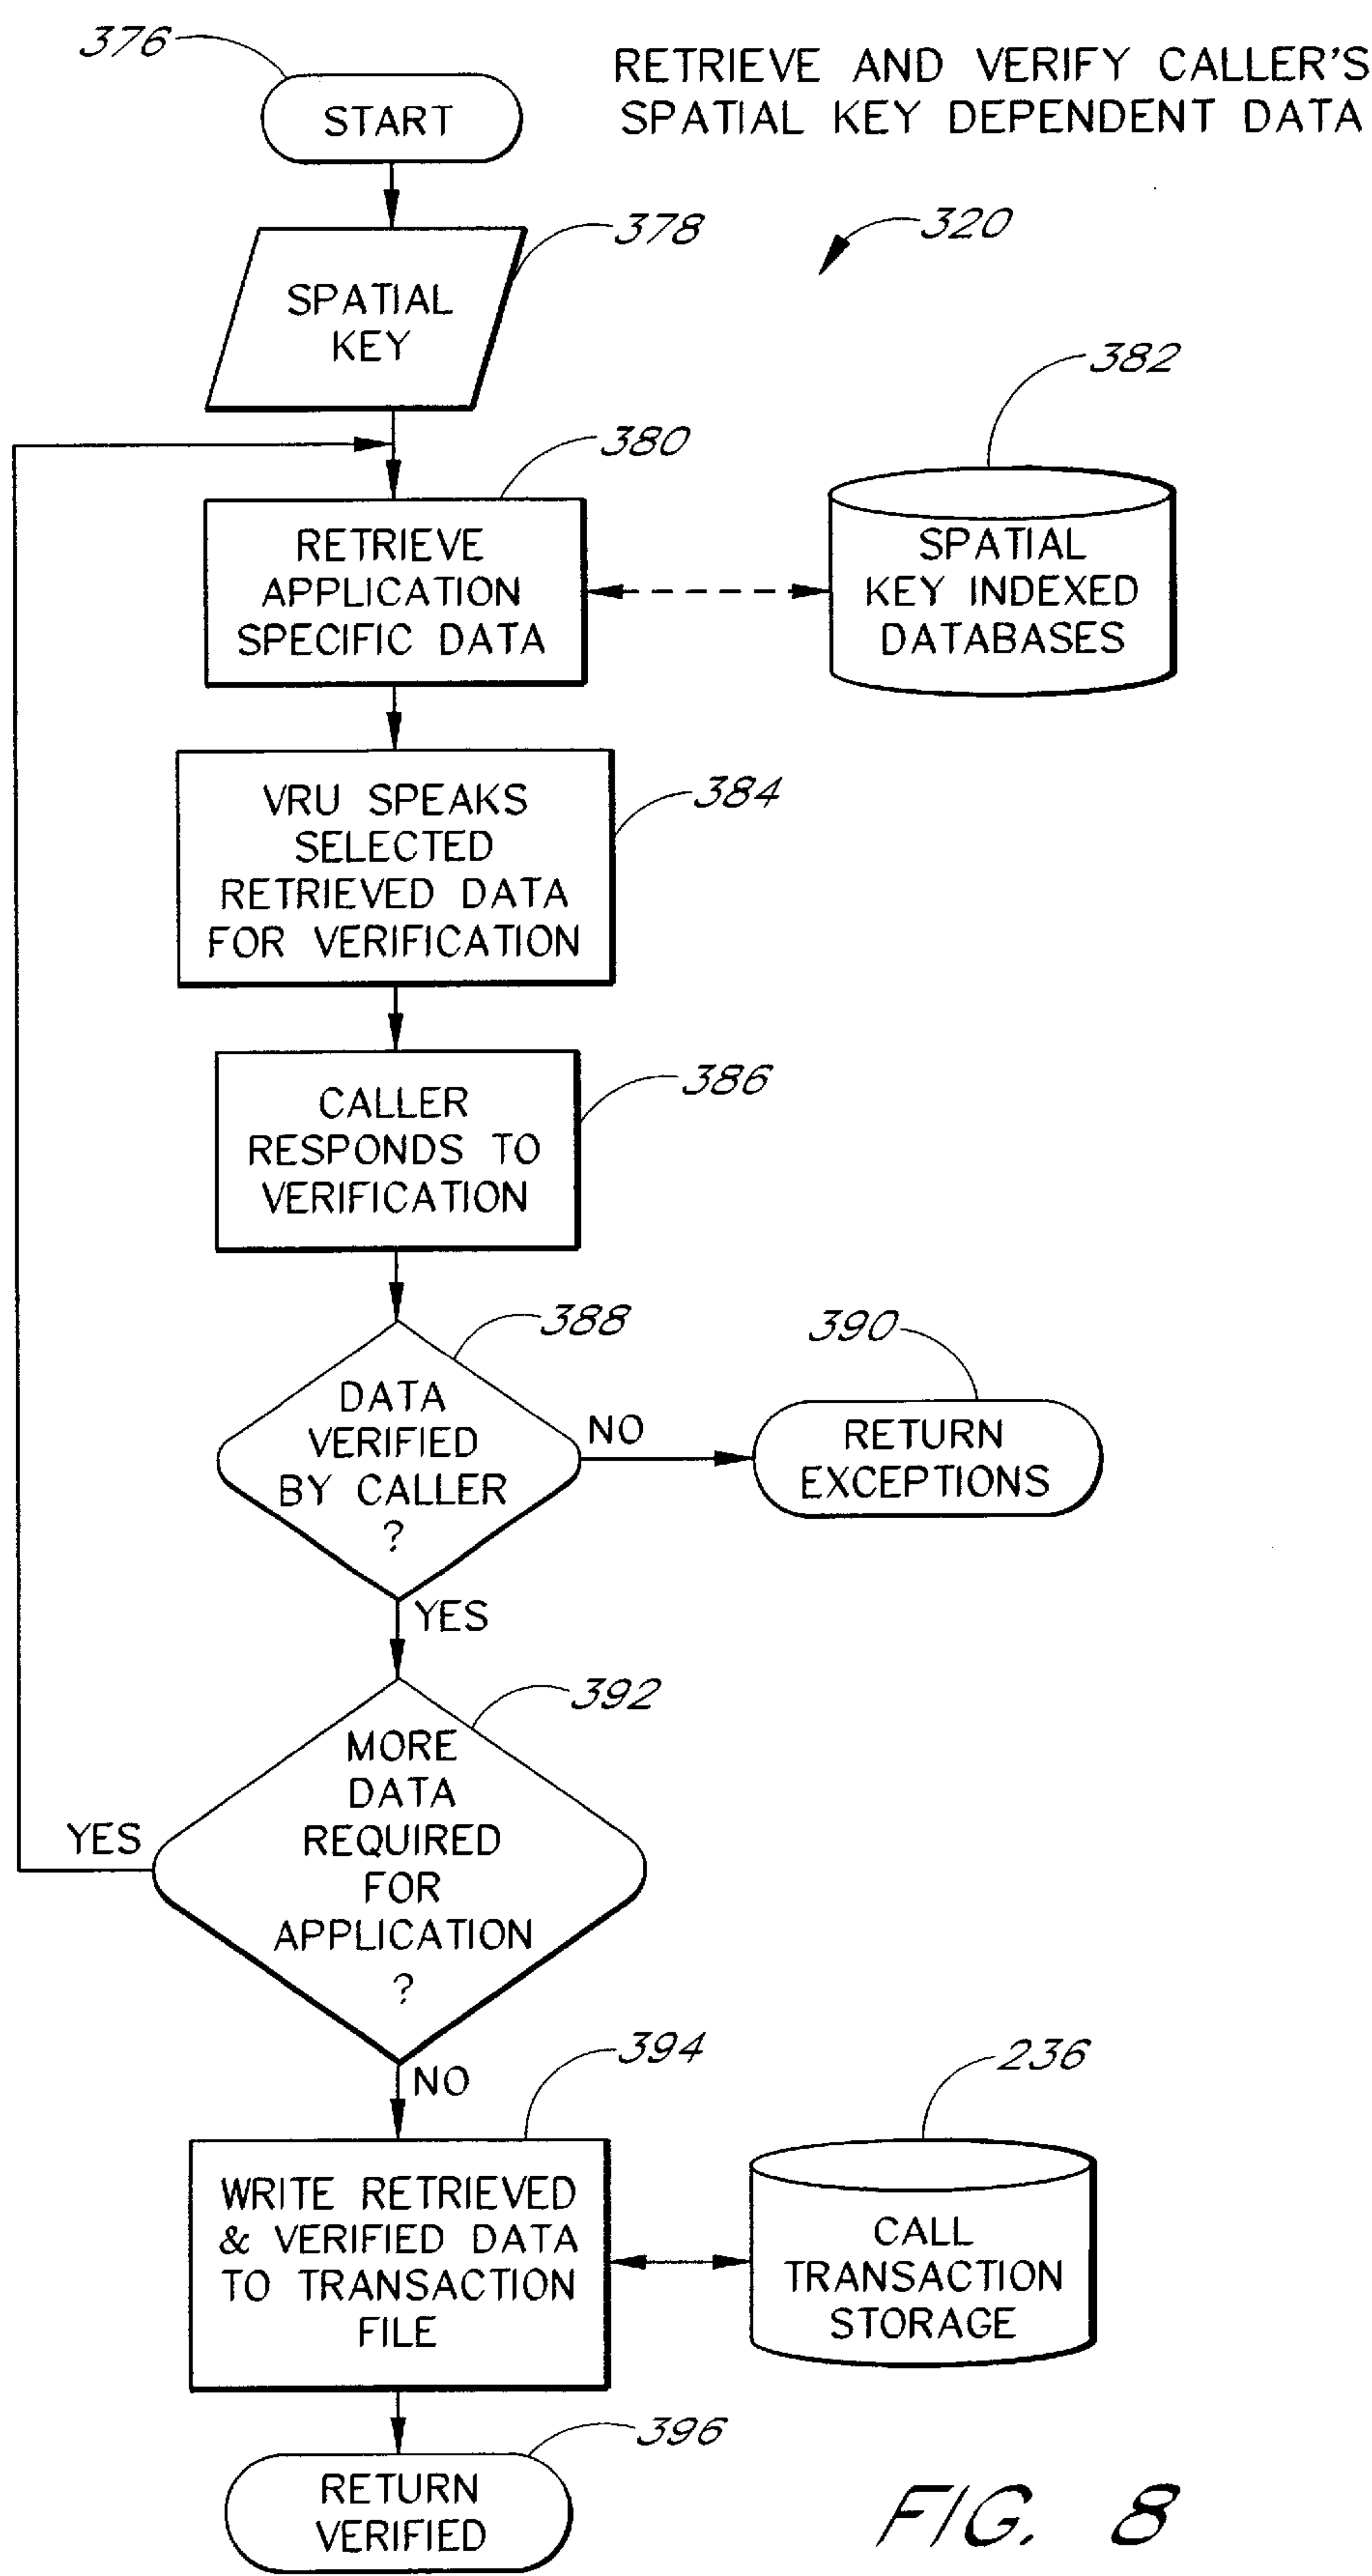 376
RETRIEVE AND VERIFY CALLER'S
SPATIAL KEY DEPENDENT DATA
START
320
378
SPATIAL
KEY
382
380
RETRIEVE
APPLICATION
SPECIFIC DATA
SPATIAL
KEY INDEXED
DATABASES
384
VRU SPEAKS
SELECTED
RETRIEVED DATA
FOR VERIFICATION
386
CALLER
RESPONDS TO
VERIFICATION
388
390
DATA
VERIFIED
BY CALLER
?
NO
RETURN
EXCEPTIONS
YES
392
MORE
DATA
REQUIRED
FOR
APPLICATION
?
YES
NO
394
236
WRITE RETRIEVED
& VERIFIED DATA
TO TRANSACTION
FILE
CALL
TRANSACTION
STORAGE
396
RETURN
VERIFIED
FIG. 8